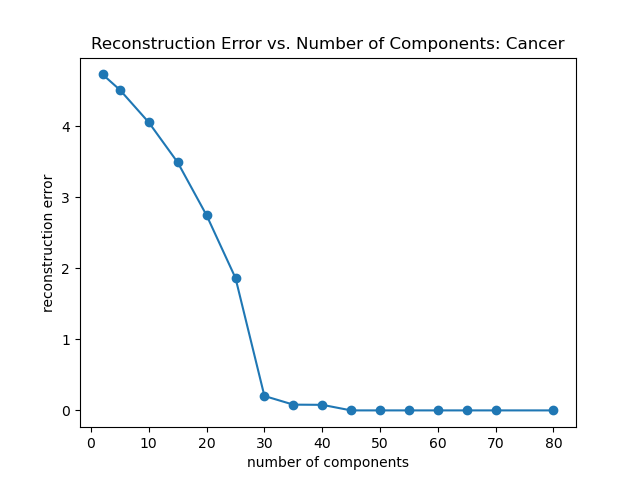 Reconstruction Error vs. Number of Components: Cancer
4
3
2
1
0
reconstruction error
0 10 20 30 40 50 60 70 80
number of components